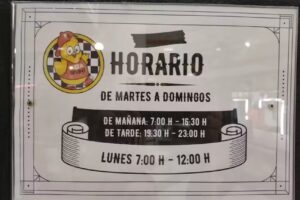 HORARIO
DE MARTES A DOMINGOS
DE MAÑANA: 7:00 H - 16:30 H
DE TARDE: 19:30 H - 23:00 H
LUNES 7:00 H - 12:00 H